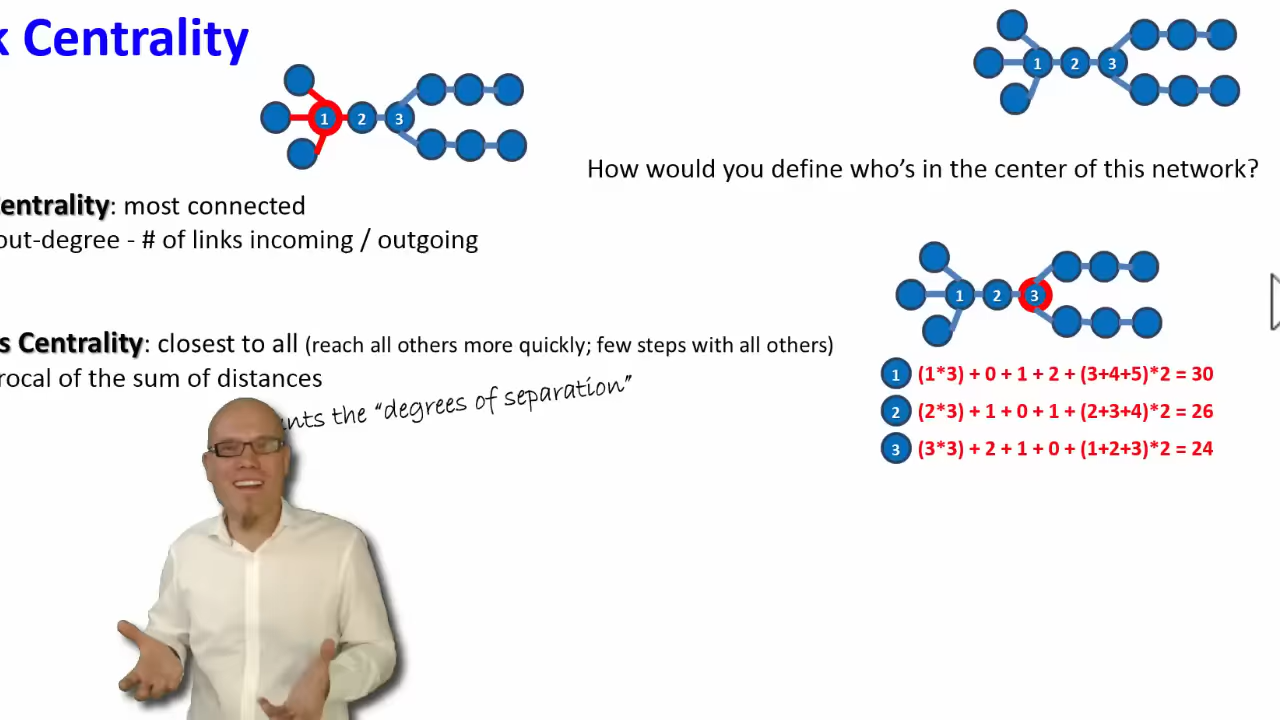 k Centrality
1 2 3
1 2 3
How would you define who's in the center of this network?
entrality: most connected
out-degree - # of links incoming / outgoing
1 2 3
s Centrality: closest to all (reach all others more quickly; few steps with all others)
rocal of the sum of distances
nts the “degrees of separation”
1 (1*3) + 0 + 1 + 2 + (3+4+5)*2 = 30
2 (2*3) + 1 + 0 + 1 + (2+3+4)*2 = 26
3 (3*3) + 2 + 1 + 0 + (1+2+3)*2 = 24